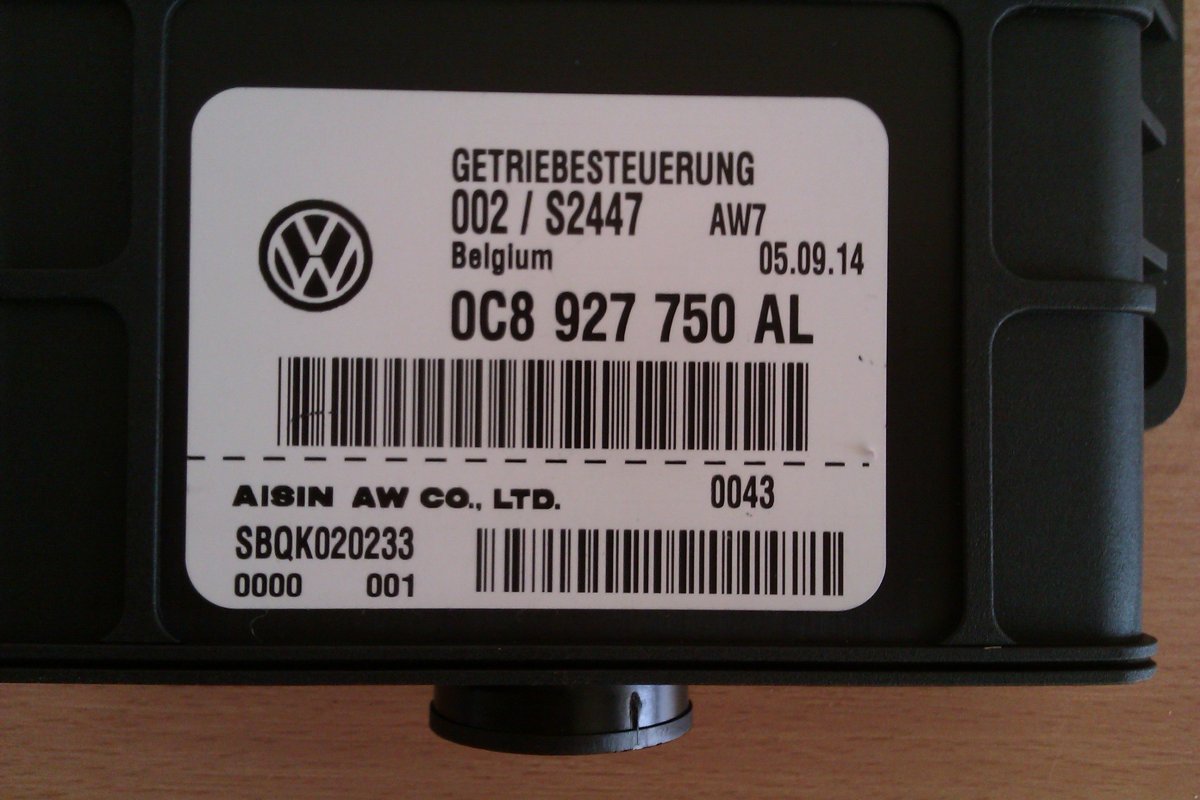 GETRIEBESTEUERUNG
002 / S2447 AW7
Belgium 05.09.14
0C8 927 750 AL
AISIN AW CO., LTD. 0043
SBQK020233
0000 001